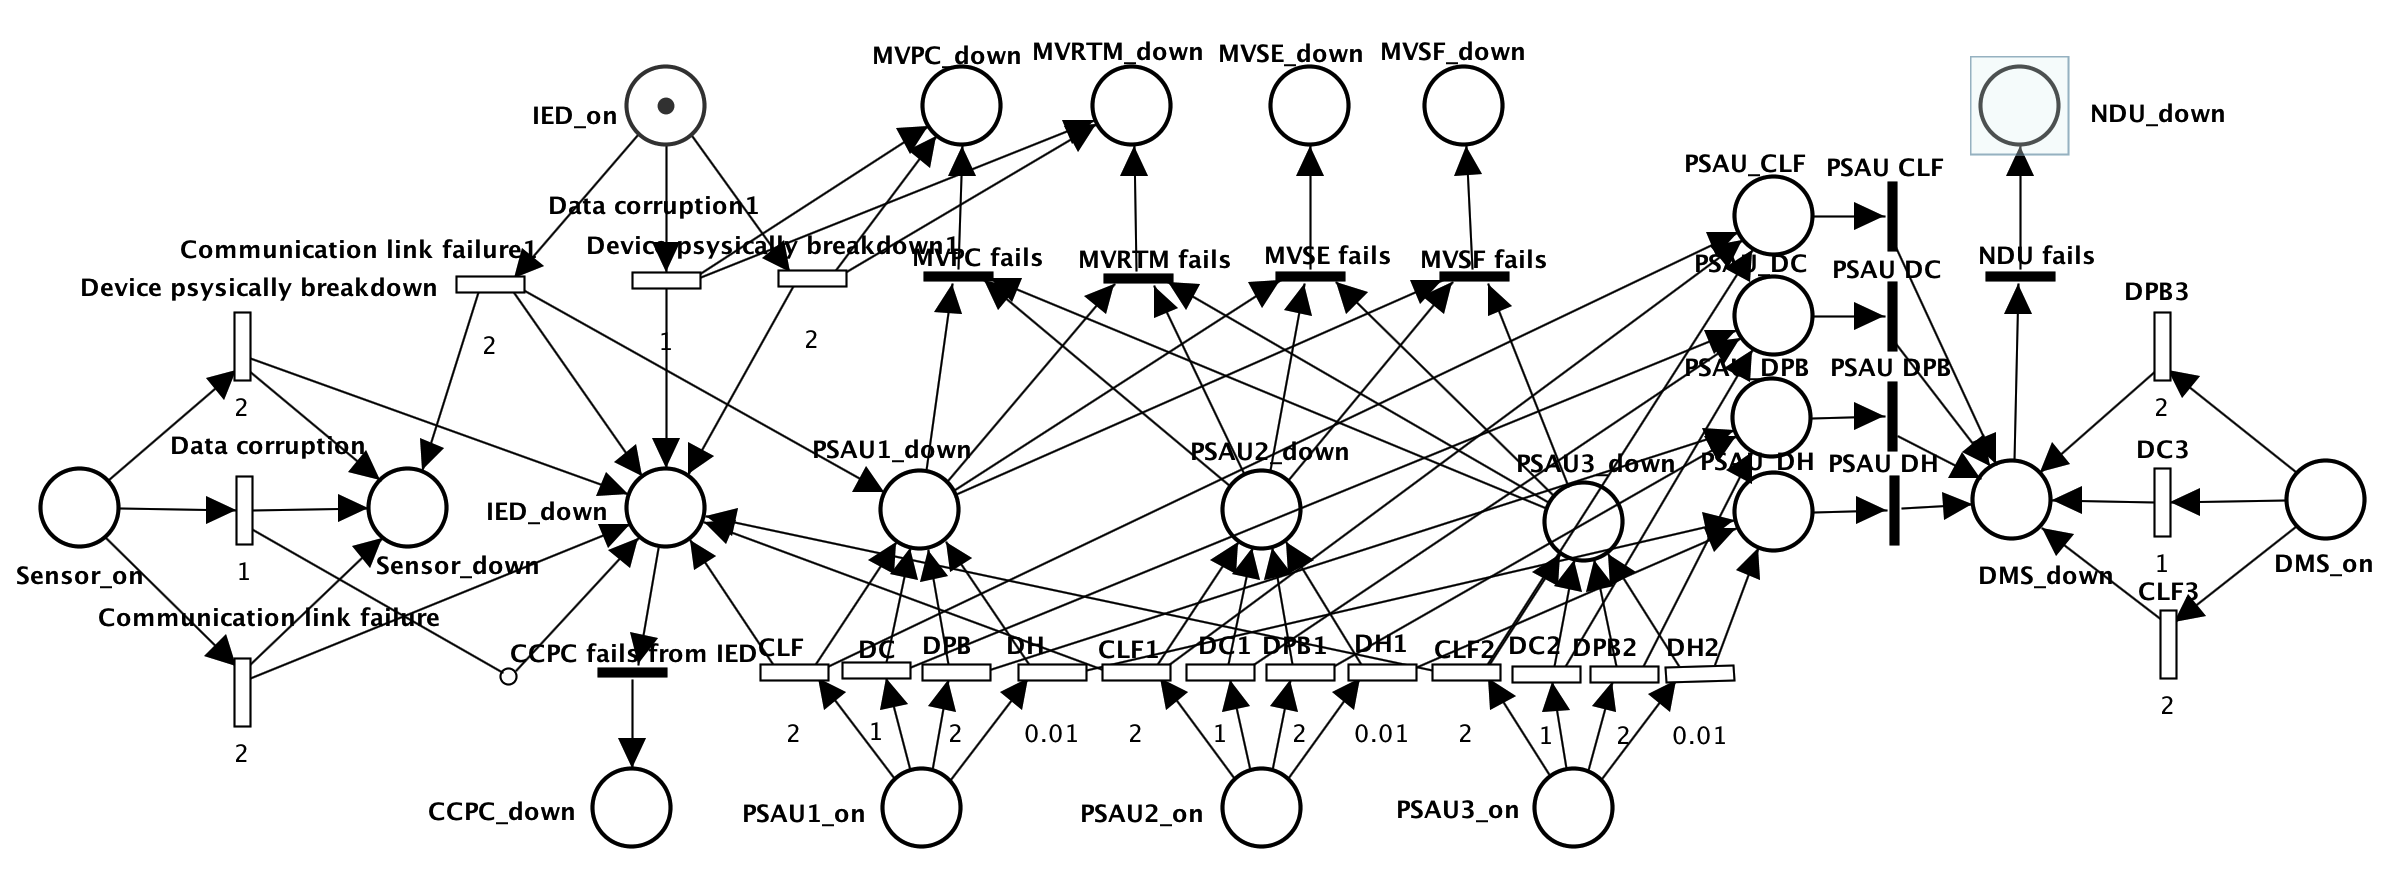 MVPC_down
MVRTM_down
MVSE_down
MVSF_down
IED_on
NDU_down
PSAU_CLF
PSAU CLF
Data corruption1
Communication link failure1
Device psysically breakdown1
MVPC fails
MVRTM fails
MVSE fails
MVSF fails
PSAU_DC
PSAU DC
NDU fails
Device psysically breakdown
DPB3
2
1
2
PSAU_DPB
PSAU DPB
2
2
Data corruption
PSAU1_down
PSAU2_down
PSAU3_down
PSAU_DH
PSAU DH
DC3
IED_down
Sensor_on
1
Sensor_down
1
DMS_down
DMS_on
CLF3
Communication link failure
CCPC fails from IED
CLF
DC
DPB
DH
CLF1
DC1
DPB1
DH1
CLF2
DC2
DPB2
DH2
2
2
1
2
0.01
2
1
2
0.01
2
1
2
0.01
2
CCPC_down
PSAU1_on
PSAU2_on
PSAU3_on